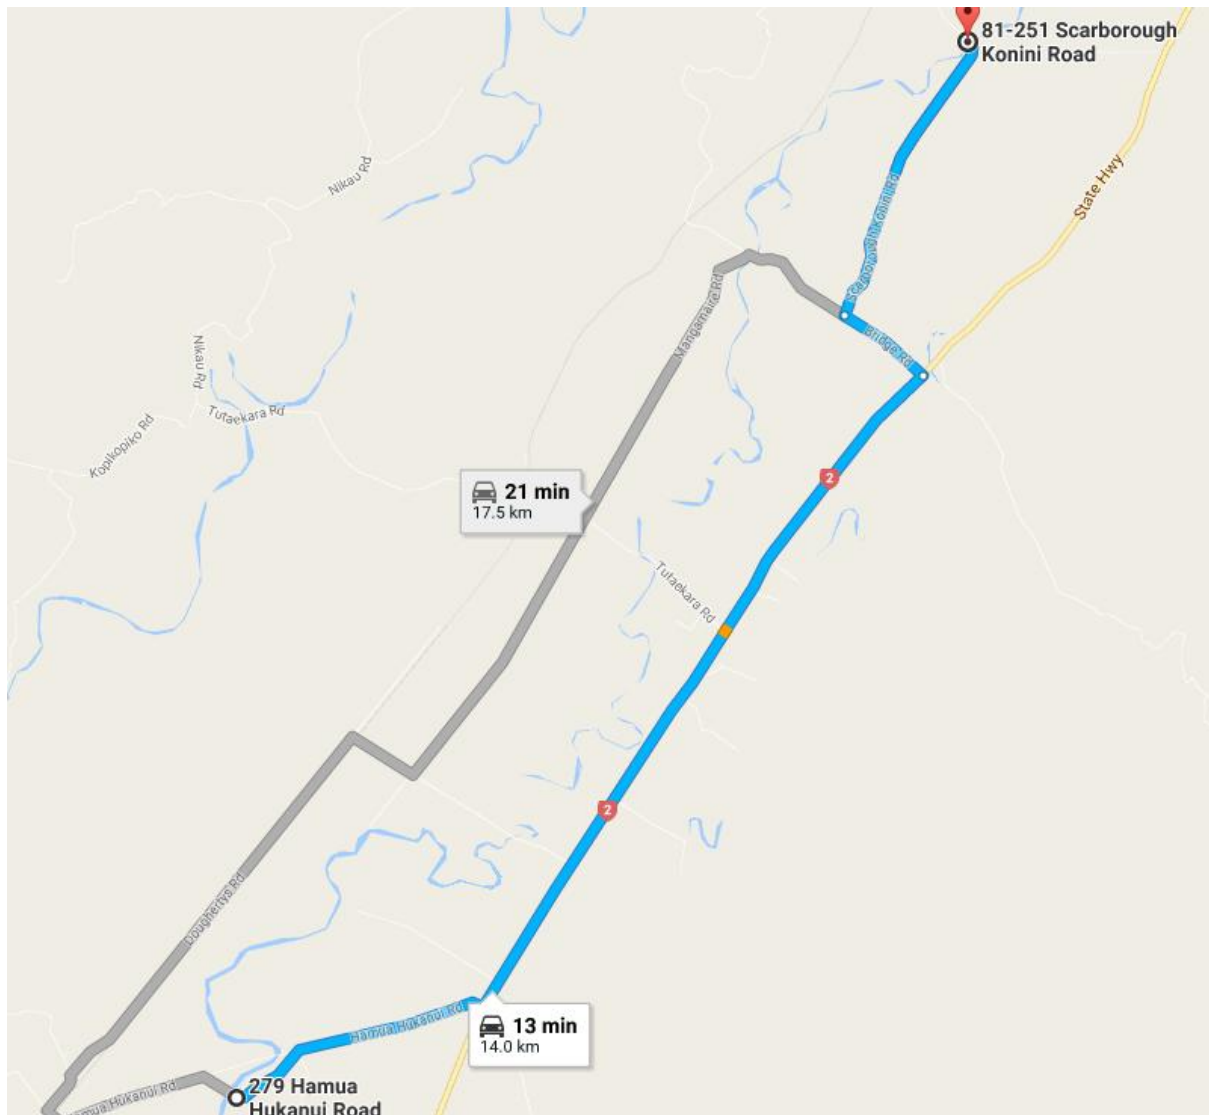 81-251 Scarborough
Konini Road
State Hwy
Nikau Rd
Scarborough Konini Rd
Mangamaire Rd
Bridge Rd
Nikau Rd
Tutaekara Rd
Kopikopiko Rd
2
21 min
17.5 km
Tutaekara Rd
2
Doughertys Rd
Hamua Hukanui Rd
13 min
14.0 km
Hamua Hukanui Rd
279 Hamua
Hukanui Road